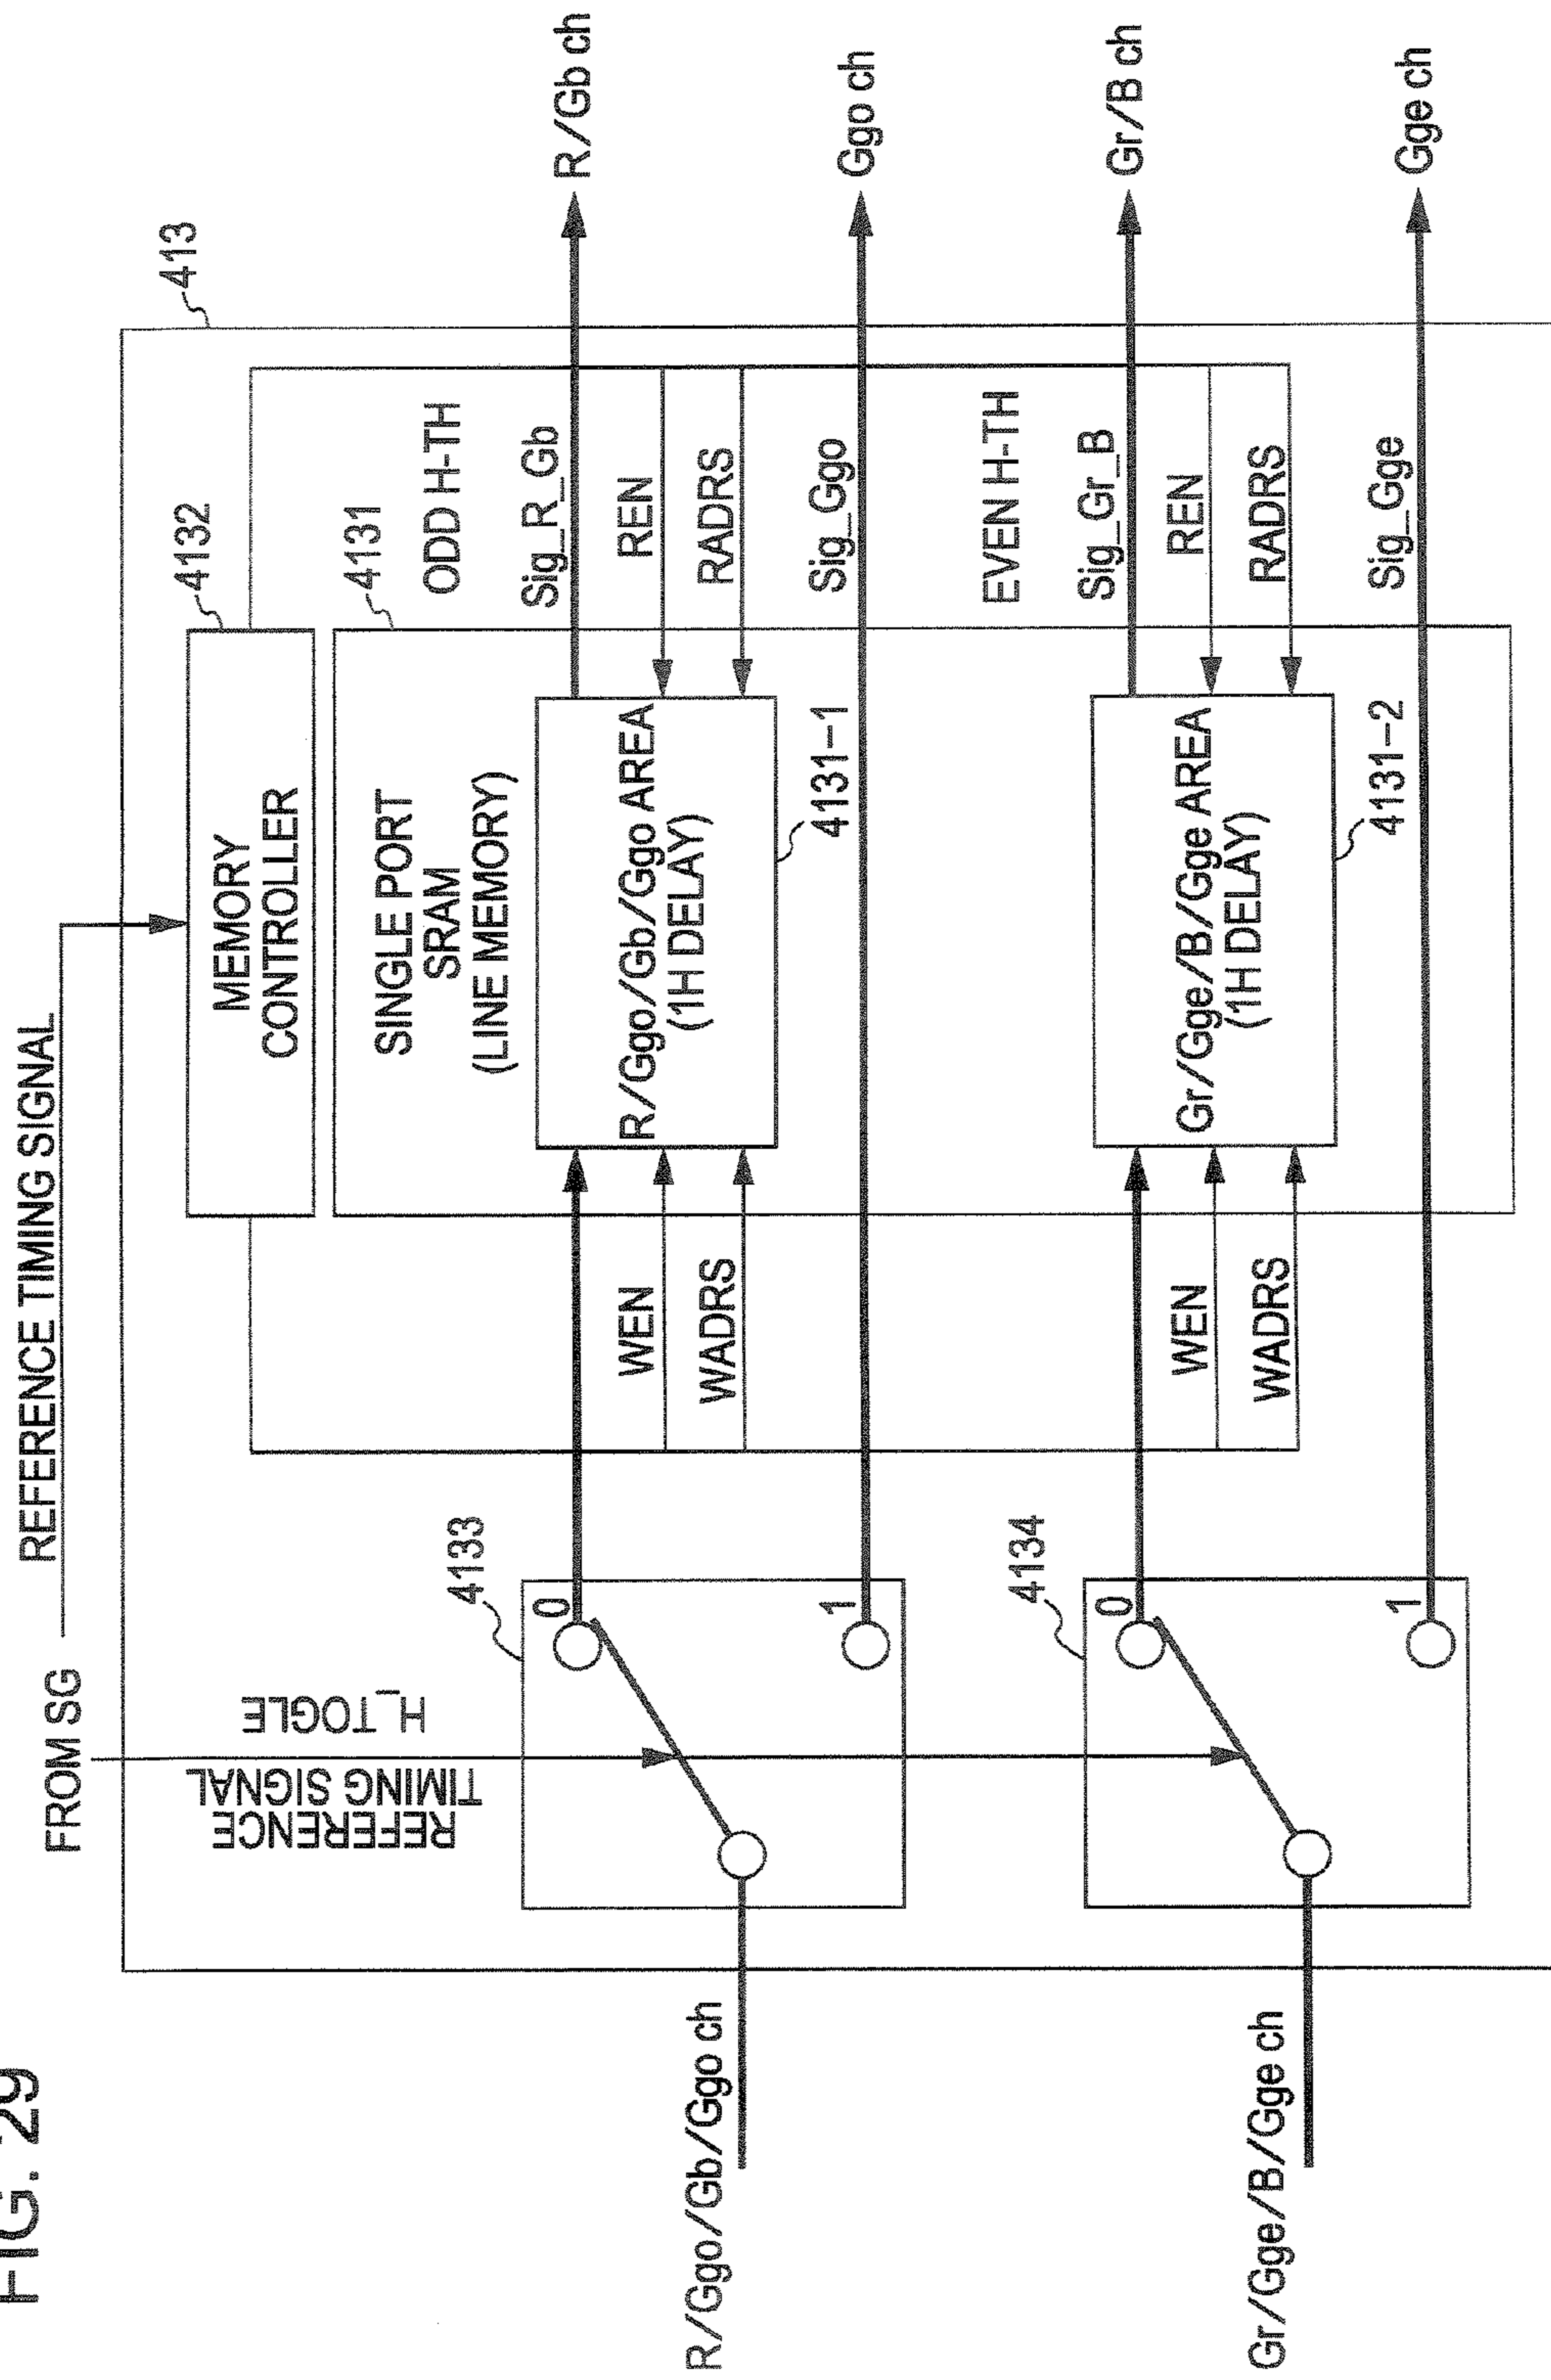 FIG. 29
FROM SG
REFERENCE TIMING SIGNAL
413
REFERENCE
TIMING SIGNAL
H_TOGLE
4132
MEMORY
CONTROLLER
4131
SINGLE PORT
SRAM
(LINE MEMORY)
ODD H-TH
4133
0
1
R/Ggo/Gb/Ggo ch
WEN
WADRS
R/Ggo/Gb/Ggo AREA
(1H DELAY)
4131-1
Sig_R_Gb
REN
RADRS
Sig_Ggo
R/Gb ch
Ggo ch
EVEN H-TH
4134
0
1
Gr/Gge/B/Gge ch
WEN
WADRS
Gr/Gge/B/Gge AREA
(1H DELAY)
4131-2
Sig_Gr_B
REN
RADRS
Sig_Gge
Gr/B ch
Gge ch